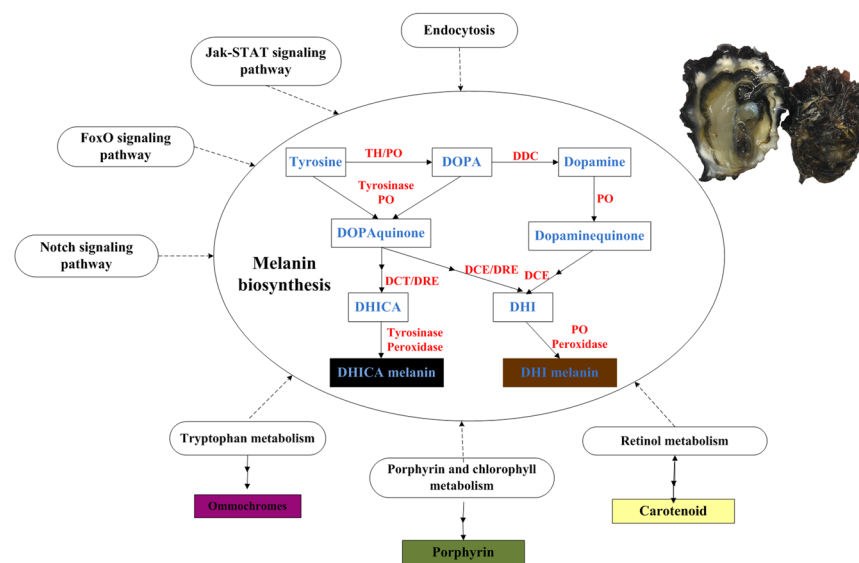 Endocytosis
Jak-STAT signaling
pathway
FoxO signaling
pathway
Notch signaling
pathway
Tyrosine
TH/PO
DOPA
DDC
Dopamine
Tyrosinase
PO
PO
DOPAquinone
Dopaminequinone
Melanin
biosynthesis
DCT/DRE
DCE/DRE
DCE
DHICA
DHI
Tyrosinase
Peroxidase
PO
Peroxidase
DHICA melanin
DHI melanin
Tryptophan metabolism
Ommochromes
Porphyrin and chlorophyll
metabolism
Porphyrin
Retinol metabolism
Carotenoid